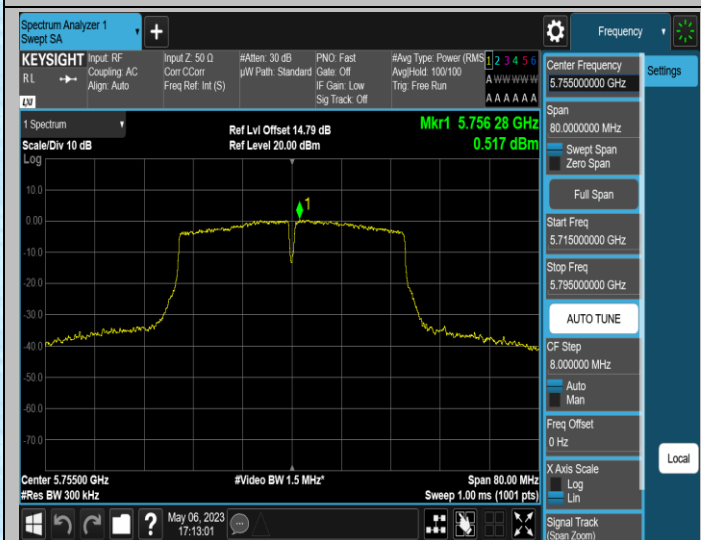 Spectrum Analyzer 1
Swept SA
+
Frequency
KEYSIGHT
RL
LXI
Input: RF
Coupling: AC
Align: Auto
Input Z: 50 Ω
Corr CCorr
Freq Ref: Int (S)
#Atten: 30 dB
µW Path: Standard
PNO: Fast
Gate: Off
IF Gain: Low
Sig Track: Off
#Avg Type: Power (RMS
Avg|Hold: 100/100
Trig: Free Run
1 2 3 4 5 6
A W W W W W
A A A A A A
1 Spectrum
Scale/Div 10 dB
Log
Ref Lvl Offset 14.79 dB
Ref Level 20.00 dBm
Mkr1 5.756 28 GHz
0.517 dBm
1
10.0
0.00
-10.0
-20.0
-30.0
-40.0
-50.0
-60.0
-70.0
Center 5.75500 GHz
#Res BW 300 kHz
#Video BW 1.5 MHz*
Span 80.00 MHz
Sweep 1.00 ms (1001 pts)
Center Frequency
5.755000000 GHz
Settings
Span
80.0000000 MHz
Swept Span
Zero Span
Full Span
Start Freq
5.715000000 GHz
Stop Freq
5.795000000 GHz
AUTO TUNE
CF Step
8.000000 MHz
Auto
Man
Freq Offset
0 Hz
X Axis Scale
Log
Lin
Local
Signal Track
(Span Zoom)
?
May 06, 2023
17:13:01